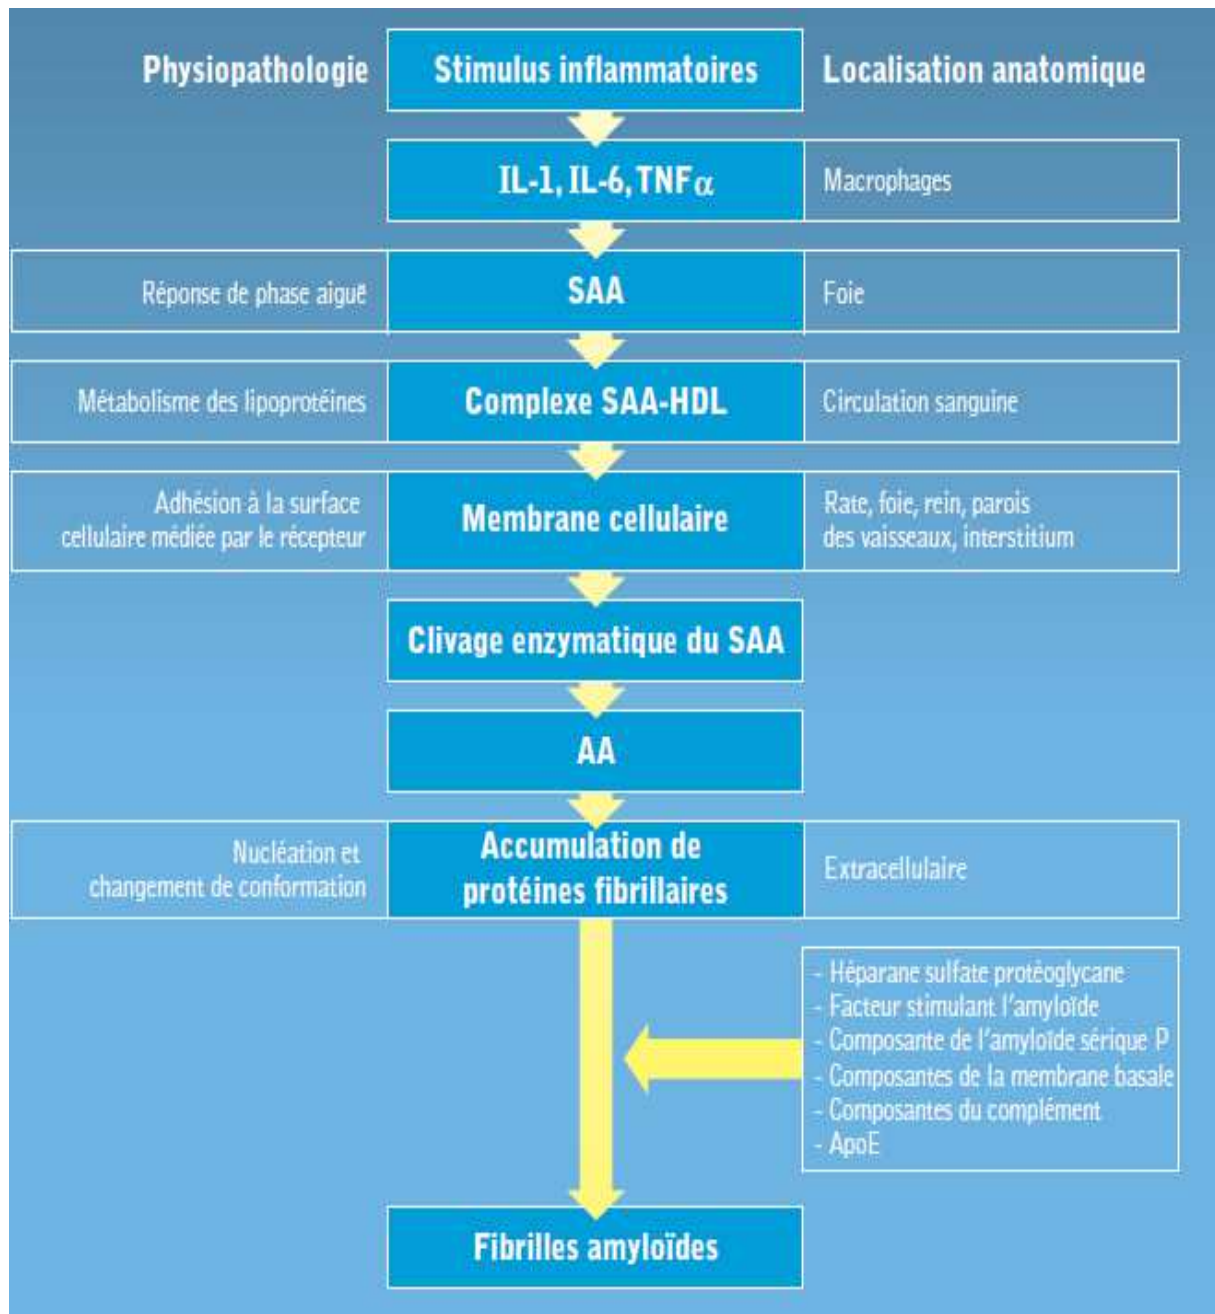 Physiopathologie
Stimulus inflammatoires
Localisation anatomique
IL-1, IL-6, TNF α
Macrophages
Réponse de phase aiguë
SAA
Foie
Métabolisme des lipoprotéines
Complexe SAA-HDL
Circulation sanguine
Adhésion à la surface
cellulaire médiée par le récepteur
Membrane cellulaire
Rate, foie, rein, parois
des vaisseaux, interstitium
Clivage enzymatique du SAA
AA
Nucléation et
changement de conformation
Accumulation de
protéines fibrillaires
Extracellulaire
- Héparane sulfate protéoglycane
- Facteur stimulant l'amyloïde
- Composante de l'amyloïde sérique P
- Composantes de la membrane basale
- Composantes du complément
- ApoE
Fibrilles amyloïdes